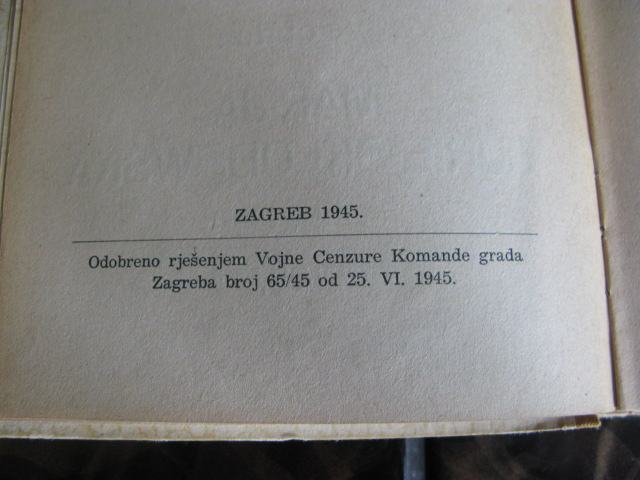 ZAGREB 1945.
Odobreno rješenjem Vojne Cenzure Komande grada
Zagreba broj 65/45 od 25. VI. 1945.